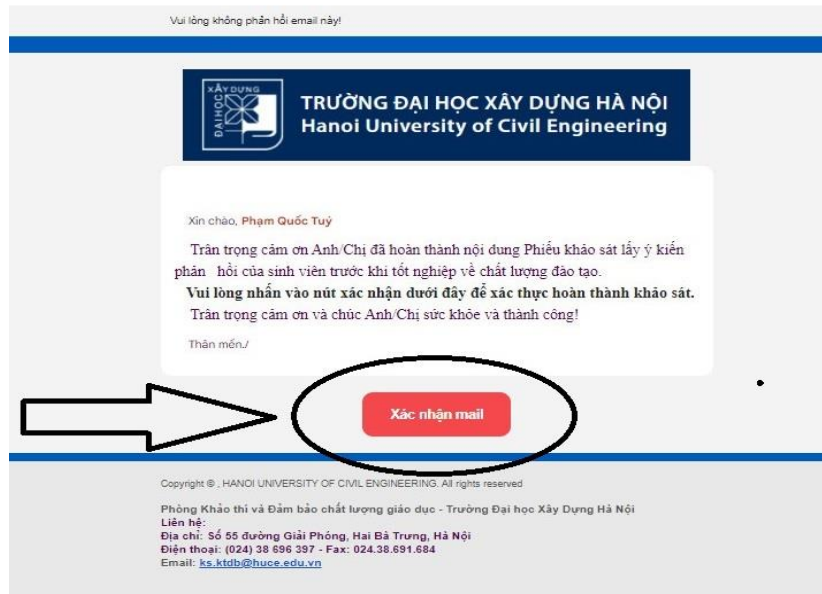 Vui lòng không phản hồi email này!
XÂY DỰNG
ĐẠI HỌC
TRƯỜNG ĐẠI HỌC XÂY DỰNG HÀ NỘI
Hanoi University of Civil Engineering
Xin chào, Phạm Quốc Tuý
Trân trọng cảm ơn Anh/Chị đã hoàn thành nội dung Phiếu khảo sát lấy ý kiến
phản hồi của sinh viên trước khi tốt nghiệp về chất lượng đào tạo.
Vui lòng nhấn vào nút xác nhận dưới đây để xác thực hoàn thành khảo sát.
Trân trọng cảm ơn và chúc Anh/Chị sức khỏe và thành công!
Thân mến./
Xác nhận mail
Copyright © , HANOI UNIVERSITY OF CIVIL ENGINEERING. All rights reserved
Phòng Khảo thí và Đảm bảo chất lượng giáo dục - Trường Đại học Xây Dựng Hà Nội
Liên hệ:
Địa chỉ: Số 55 đường Giải Phóng, Hai Bà Trưng, Hà Nội
Điện thoại: (024) 38 696 397 - Fax: 024.38.691.684
Email: ks.ktdb@huce.edu.vn